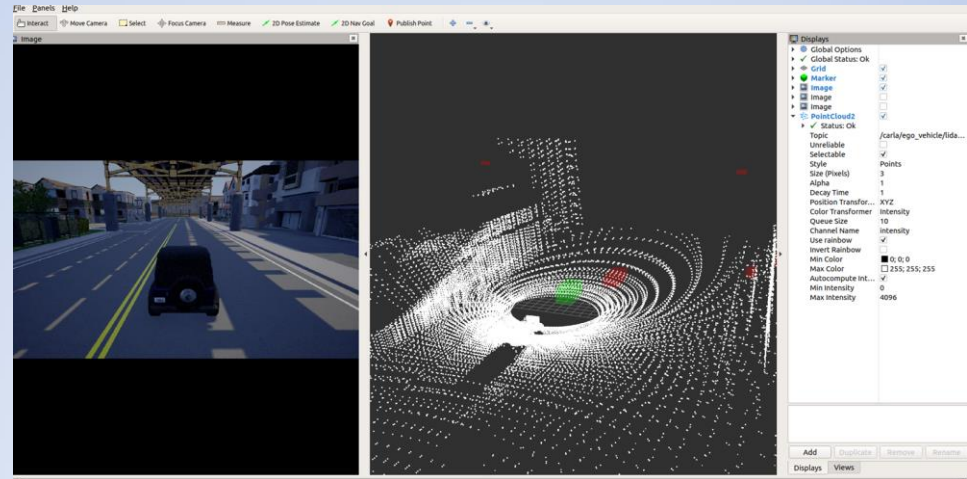 File Panels Help
Interact Move Camera Select Focus Camera Measure 2D Pose Estimate 2D Nav Goal Publish Point
Image
Displays
Global Options
Global Status: Ok
Grid
Marker
Image
Image
Image
PointCloud2
Status: Ok
Topic /carla/ego_vehicle/lida...
Unreliable
Selectable
Style Points
Size (Pixels) 3
Alpha 1
Decay Time 1
Position Transfor... XYZ
Color Transformer Intensity
Queue Size 10
Channel Name intensity
Use rainbow
Invert Rainbow
Min Color 0; 0; 0
Max Color 255; 255; 255
Autocompute Int...
Min Intensity 0
Max Intensity 4096
Add Duplicate Remove Rename
Displays Views